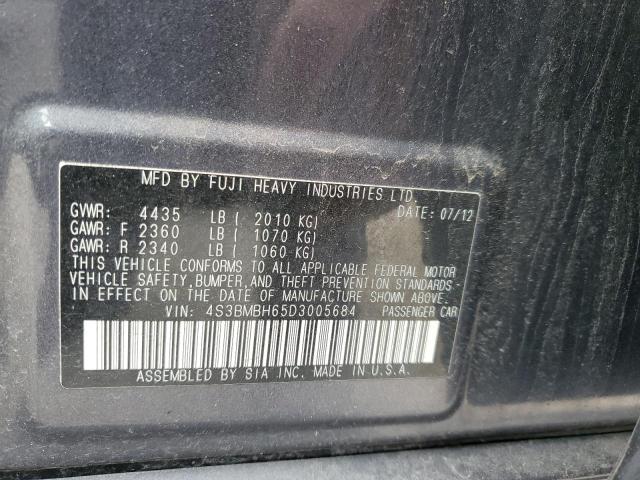 MFD BY FUJI HEAVY INDUSTRIES LTD.
GVWR: 4435 LB ( 2010 KG) DATE: 07/12
GAWR: F 2360 LB ( 1070 KG)
GAWR: R 2340 LB ( 1060 KG)
THIS VEHICLE CONFORMS TO ALL APPLICABLE FEDERAL MOTOR
VEHICLE SAFETY, BUMPER, AND THEFT PREVENTION STANDARDS
IN EFFECT ON THE DATE OF MANUFACTURE SHOWN ABOVE.
VIN: 4S3BMBH65D3005684 PASSENGER CAR
ASSEMBLED BY SIA INC. MADE IN U.S.A.